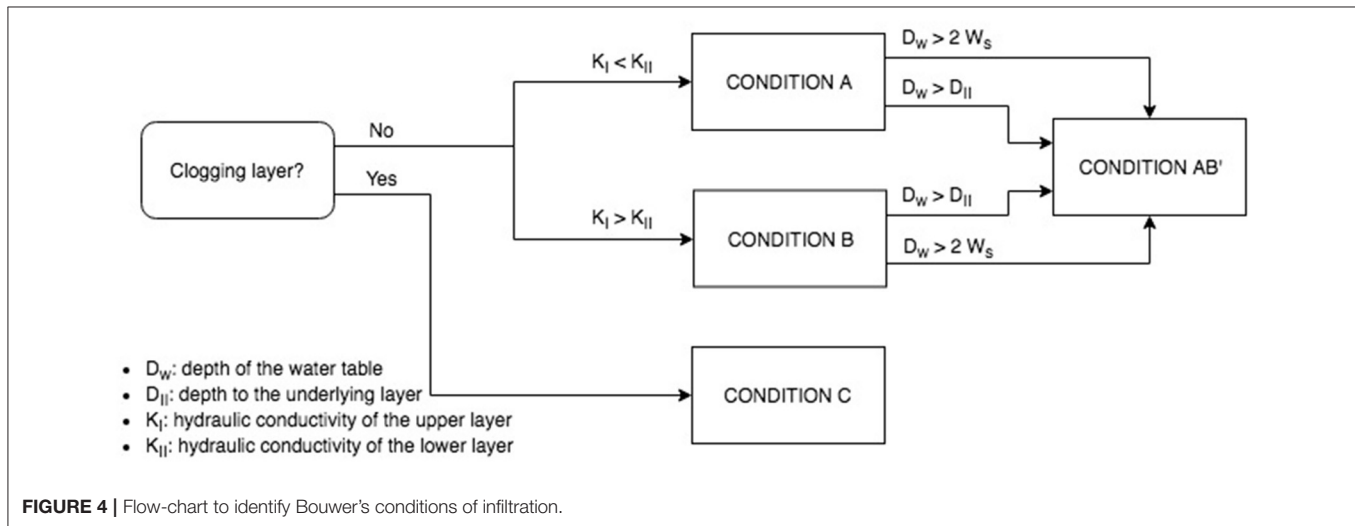 D_w > 2 W_s
K_I < K_II
CONDITION A
D_w > D_II
No
Clogging layer?
CONDITION AB'
Yes
D_w > D_II
K_I > K_II
CONDITION B
D_w > 2 W_s
• D_w: depth of the water table
• D_II: depth to the underlying layer
• K_I: hydraulic conductivity of the upper layer
• K_II: hydraulic conductivity of the lower layer
CONDITION C
FIGURE 4 | Flow-chart to identify Bouwer's conditions of infiltration.